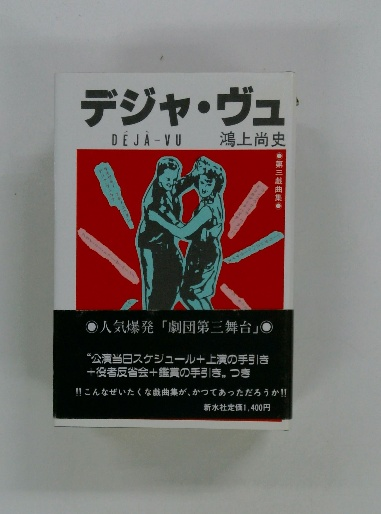 デジャ・ヴュ
DÉJÀ-VU 鴻上尚史
●第三戯曲集●
◉人気爆発「劇団第三舞台」◉
“公演当日スケジュール+上演の手引き
+役者反省会+鑑賞の手引き〟つき
!!こんなぜいたくな戯曲集が、かつてあっただろうか!!
新水社定価1,400円